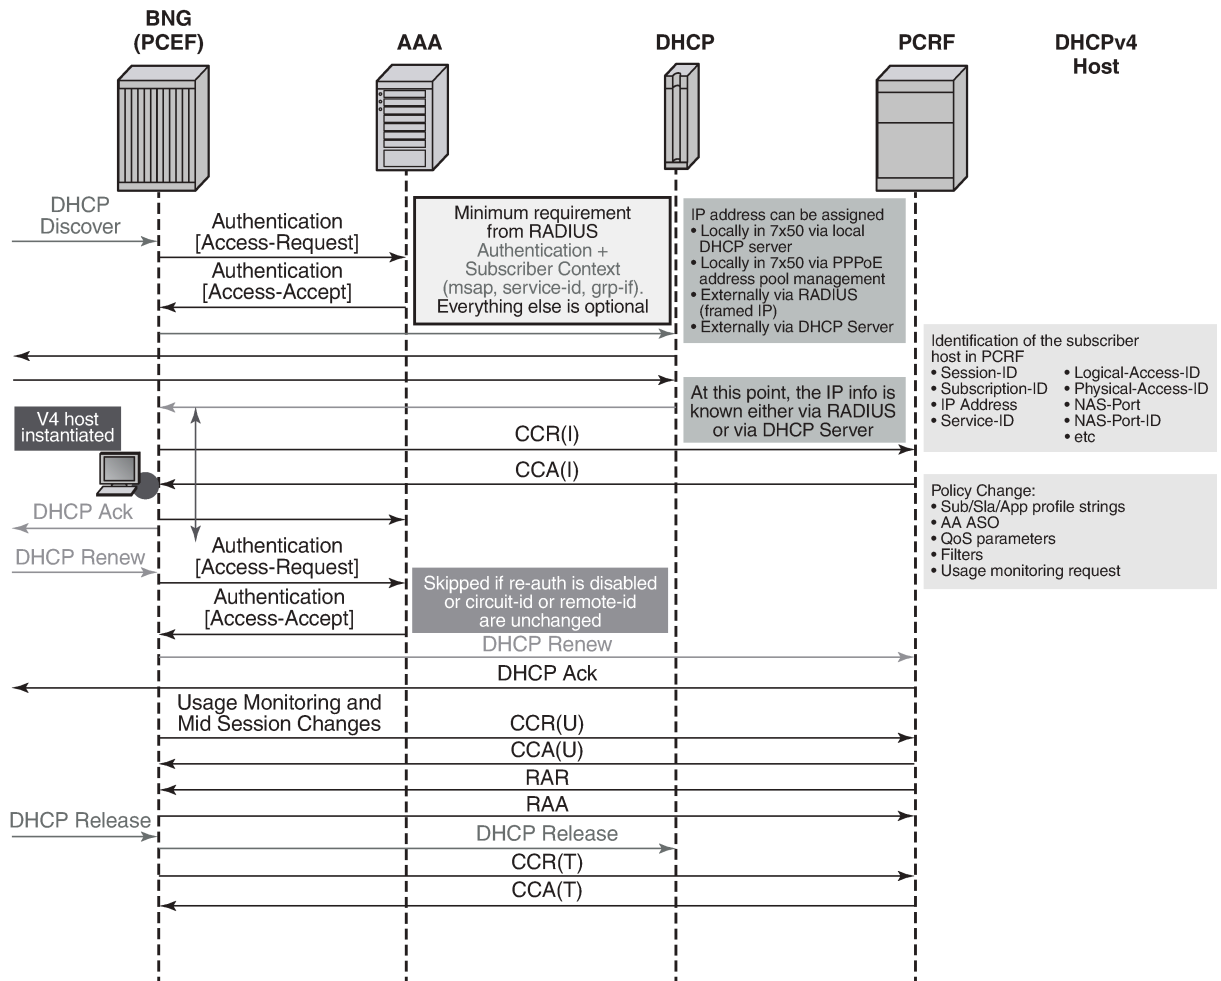 BNG
(PCEF)
AAA
DHCP
PCRF
DHCPv4
Host
DHCP
Discover
Authentication
[Access-Request]
Authentication
[Access-Accept]
Minimum requirement
from RADIUS
Authentication +
Subscriber Context
(msap, service-id, grp-if).
Everything else is optional
IP address can be assigned
• Locally in 7x50 via local
DHCP server
• Locally in 7x50 via PPPoE
address pool management
• Externally via RADIUS
(framed IP)
• Externally via DHCP Server
Identification of the subscriber
host in PCRF
• Session-ID
• Subscription-ID
• IP Address
• Service-ID
• Logical-Access-ID
• Physical-Access-ID
• NAS-Port
• NAS-Port-ID
• etc
At this point, the IP info is
known either via RADIUS
or via DHCP Server
V4 host
instantiated
CCR(I)
CCA(I)
Policy Change:
• Sub/Sla/App profile strings
• AA ASO
• QoS parameters
• Filters
• Usage monitoring request
DHCP Ack
DHCP Renew
Authentication
[Access-Request]
Authentication
[Access-Accept]
Skipped if re-auth is disabled
or circuit-id or remote-id
are unchanged
DHCP Renew
DHCP Ack
Usage Monitoring and
Mid Session Changes
CCR(U)
CCA(U)
RAR
RAA
DHCP Release
DHCP Release
CCR(T)
CCA(T)